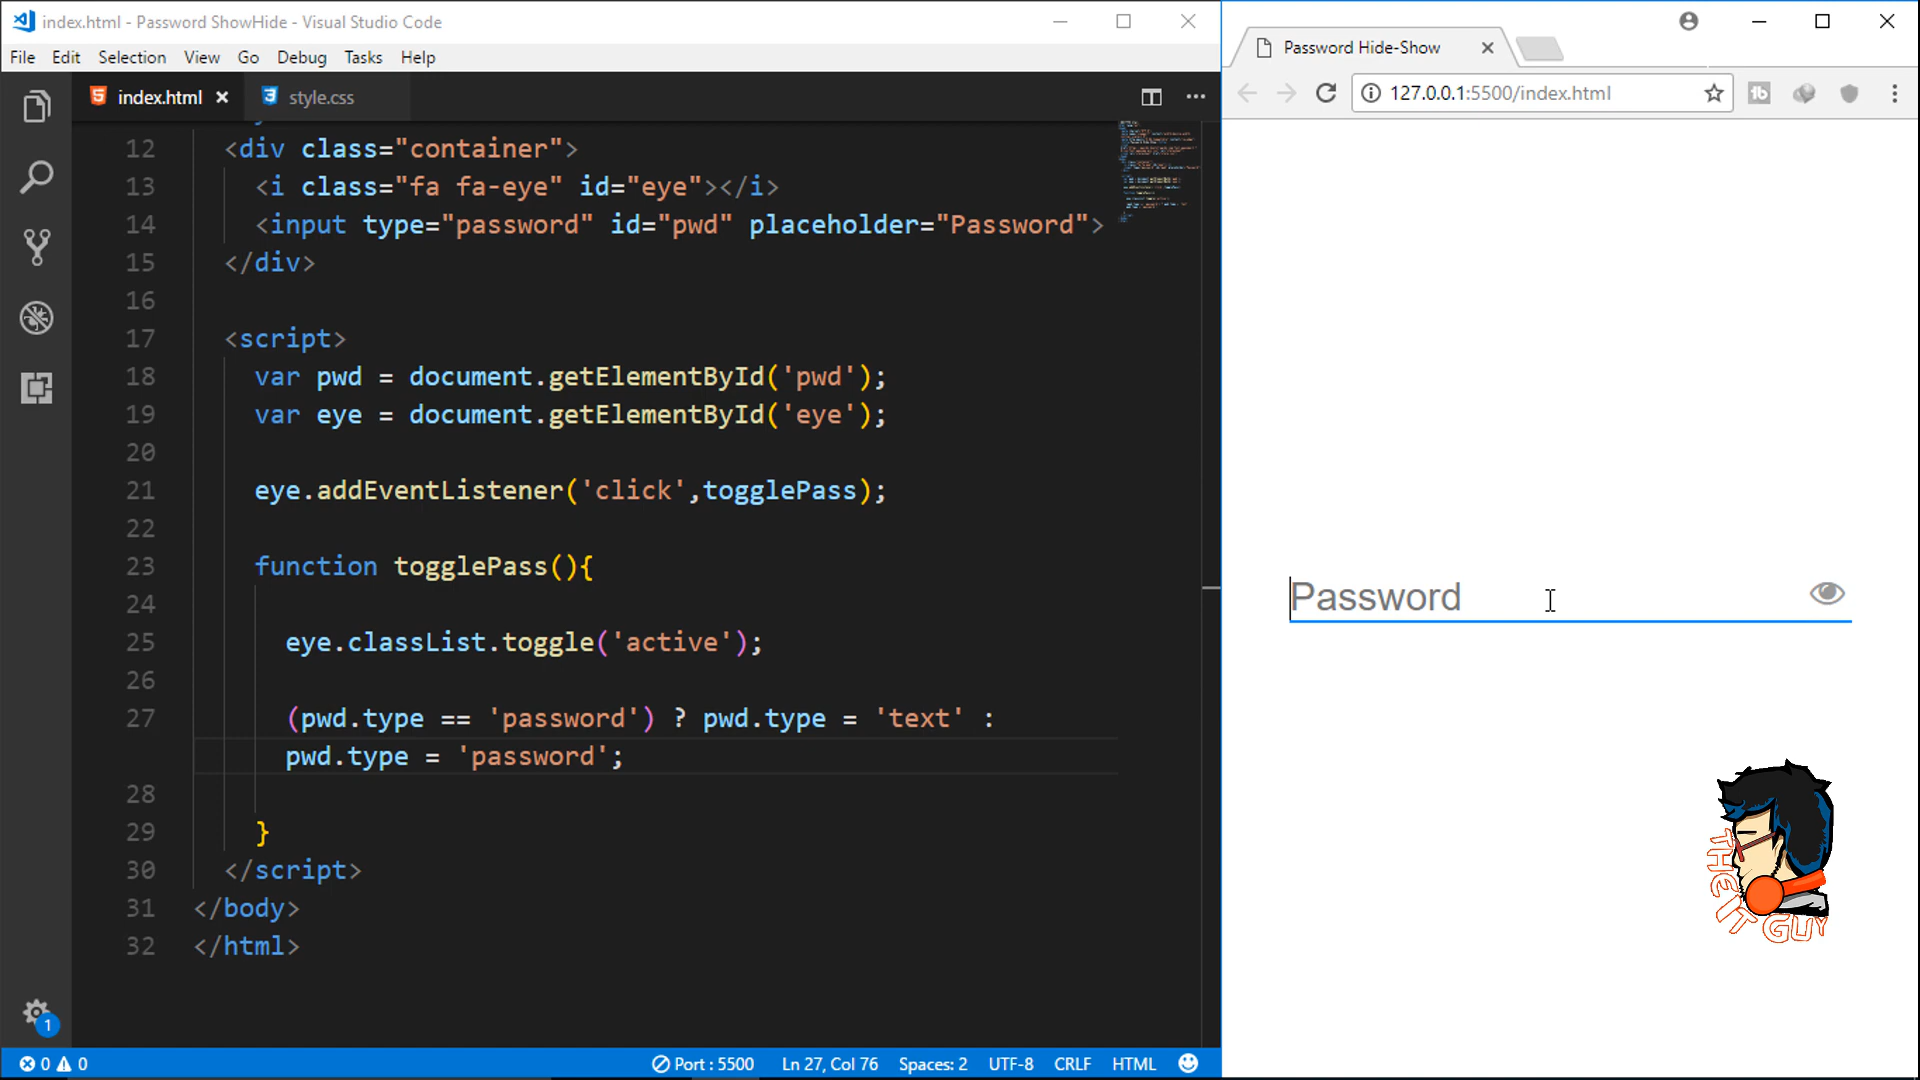 index.html - Password ShowHide - Visual Studio Code
File Edit Selection View Go Debug Tasks Help
index.html style.css
12 <div class="container">
13 <i class="fa fa-eye" id="eye"></i>
14 <input type="password" id="pwd" placeholder="Password">
15 </div>
16
17 <script>
18 var pwd = document.getElementById('pwd');
19 var eye = document.getElementById('eye');
20
21 eye.addEventListener('click',togglePass);
22
23 function togglePass(){
24
25 eye.classList.toggle('active');
26
27 (pwd.type == 'password') ? pwd.type = 'text' :
pwd.type = 'password';
28
29 }
30 </script>
31 </body>
32 </html>
1
0 0 Port : 5500 Ln 27, Col 76 Spaces: 2 UTF-8 CRLF HTML
Password Hide-Show
127.0.0.1:5500/index.html
tb
Password
THE IT GUY